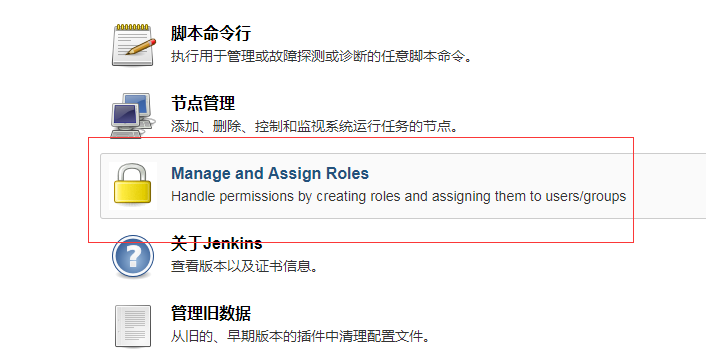 脚本命令行
执行用于管理或故障探测或诊断的任意脚本命令。
节点管理
添加、删除、控制和监视系统运行任务的节点。
Manage and Assign Roles
Handle permissions by creating roles and assigning them to users/groups
关于Jenkins
查看版本以及证书信息。
管理旧数据
从旧的、早期版本的插件中清理配置文件。